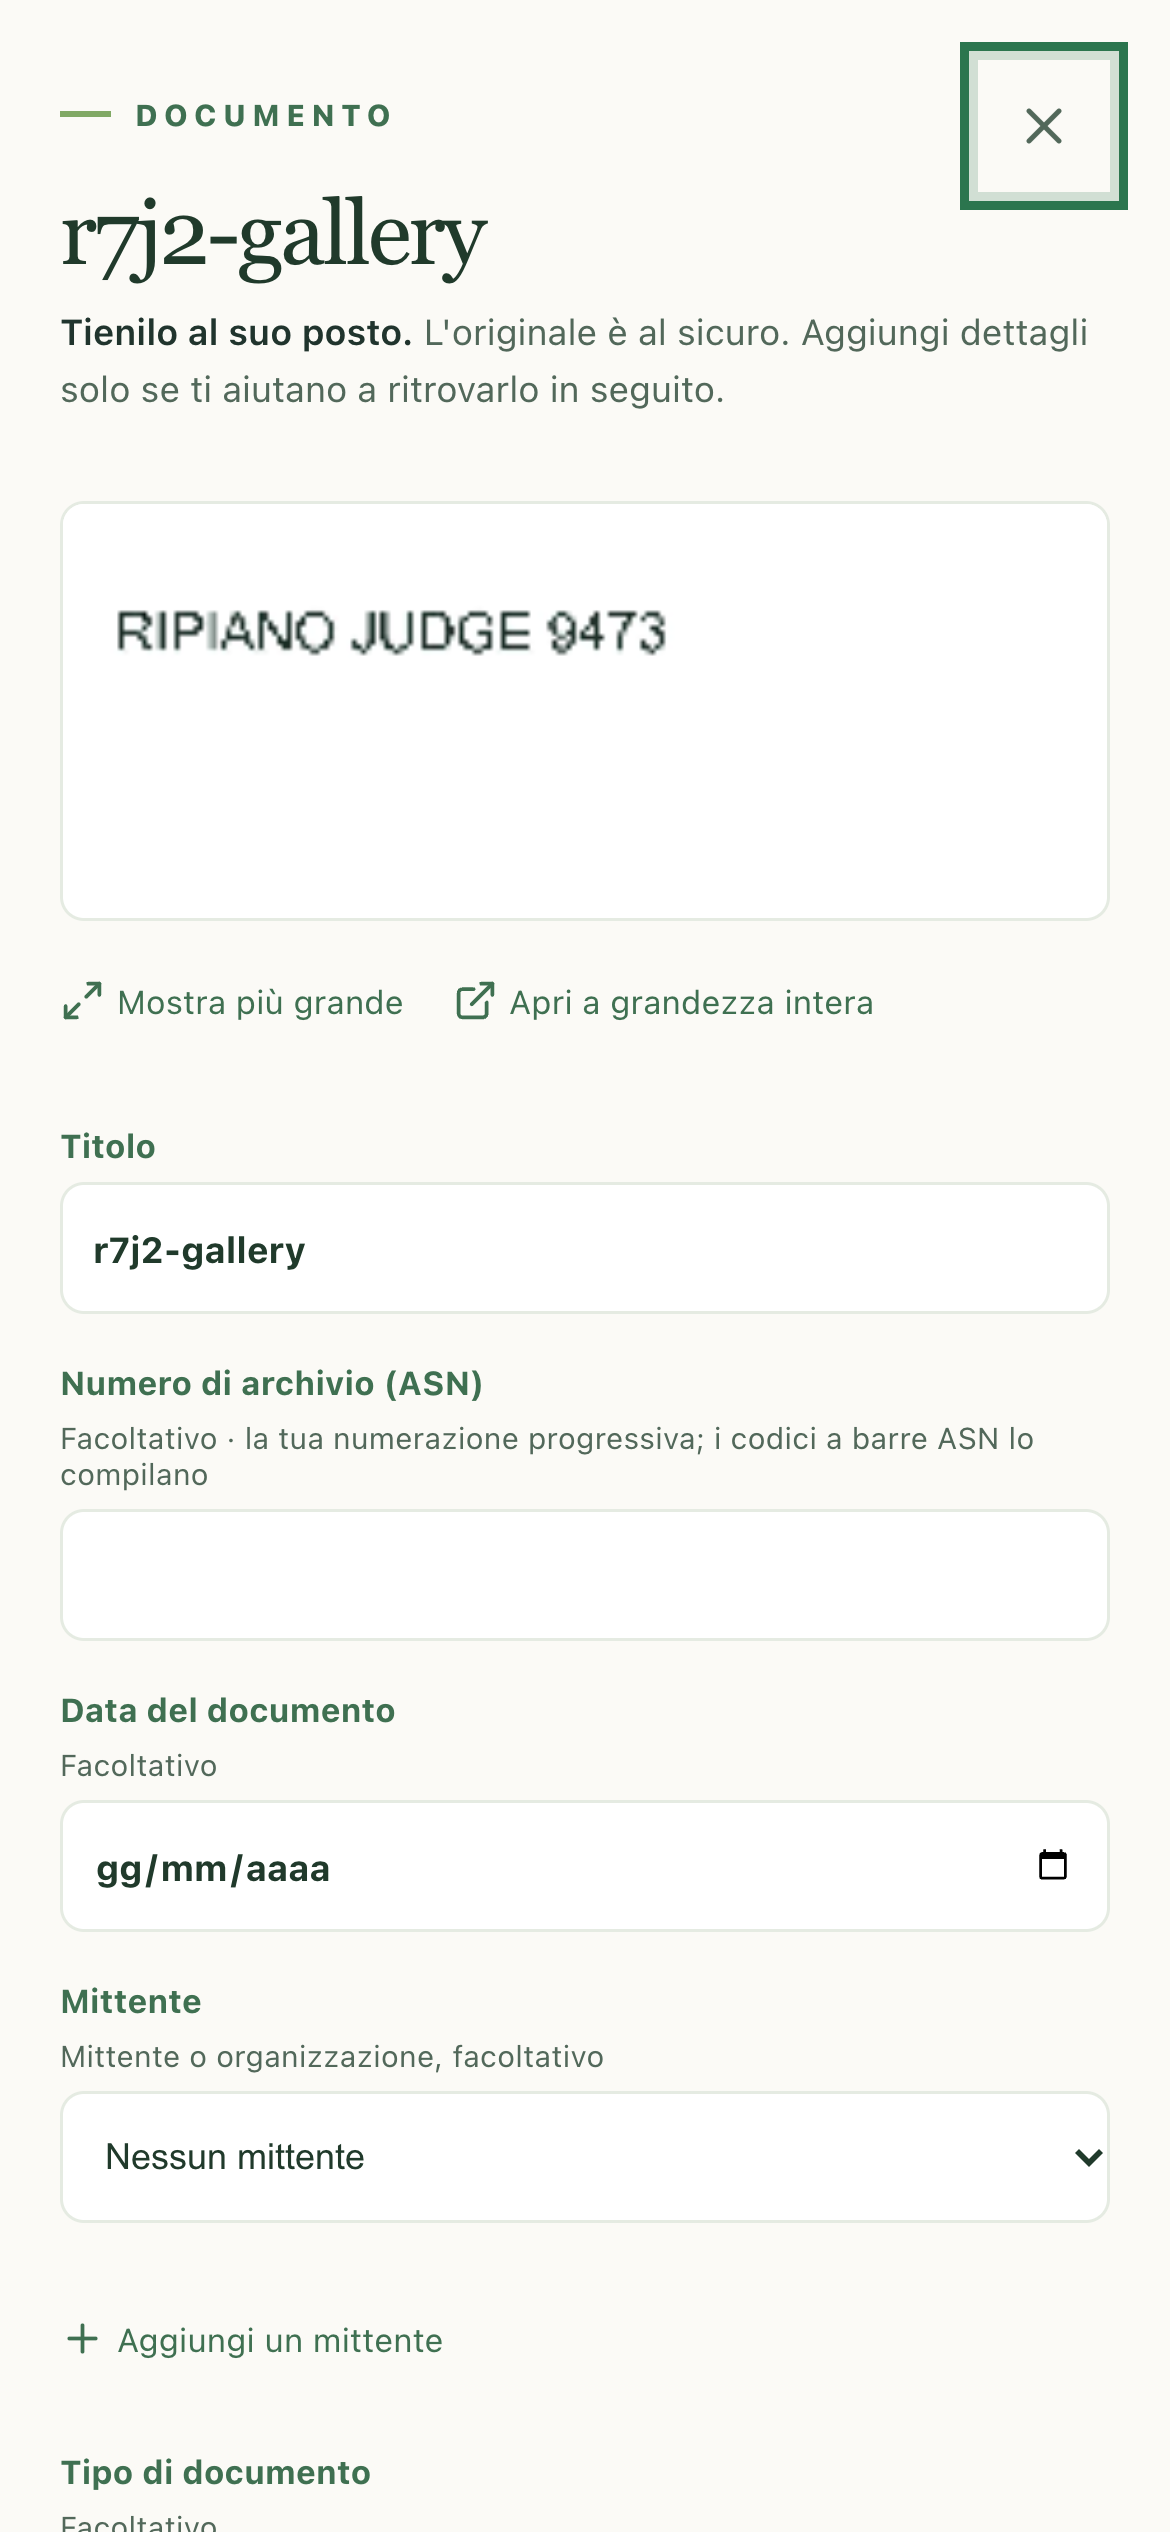 DOCUMENTO
r7j2-gallery
Tienilo al suo posto. L'originale è al sicuro. Aggiungi dettagli
solo se ti aiutano a ritrovarlo in seguito.
RIPIANO JUDGE 9473
Mostra più grande Apri a grandezza intera
Titolo
r7j2-gallery
Numero di archivio (ASN)
Facoltativo · la tua numerazione progressiva; i codici a barre ASN lo
compilano
Data del documento
Facoltativo
gg/mm/aaaa
Mittente
Mittente o organizzazione, facoltativo
Nessun mittente
Aggiungi un mittente
Tipo di documento
Facoltativo